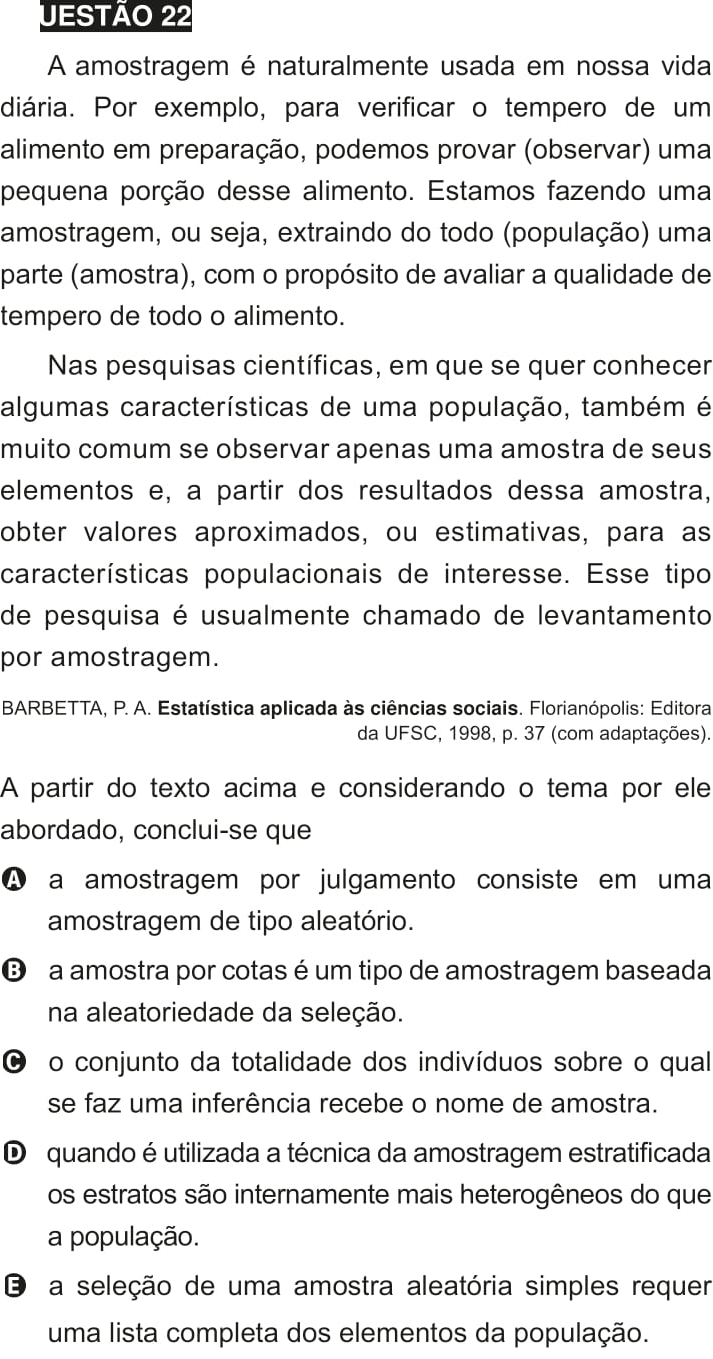 UESTÃO 22
A amostragem é naturalmente usada em nossa vida
diária. Por exemplo, para verificar o tempero de um
alimento em preparação, podemos provar (observar) uma
pequena porção desse alimento. Estamos fazendo uma
amostragem, ou seja, extraindo do todo (população) uma
parte (amostra), com o propósito de avaliar a qualidade de
tempero de todo o alimento.
Nas pesquisas científicas, em que se quer conhecer
algumas características de uma população, também é
muito comum se observar apenas uma amostra de seus
elementos e, a partir dos resultados dessa amostra,
obter valores aproximados, ou estimativas, para as
características populacionais de interesse. Esse tipo
de pesquisa é usualmente chamado de levantamento
por amostragem.
BARBETTA, P. A. Estatística aplicada às ciências sociais. Florianópolis: Editora
da UFSC, 1998, p. 37 (com adaptações).
A partir do texto acima e considerando o tema por ele
abordado, conclui-se que
A a amostragem por julgamento consiste em uma
amostragem de tipo aleatório.
B a amostra por cotas é um tipo de amostragem baseada
na aleatoriedade da seleção.
C o conjunto da totalidade dos indivíduos sobre o qual
se faz uma inferência recebe o nome de amostra.
D quando é utilizada a técnica da amostragem estratificada
os estratos são internamente mais heterogêneos do que
a população.
E a seleção de uma amostra aleatória simples requer
uma lista completa dos elementos da população.